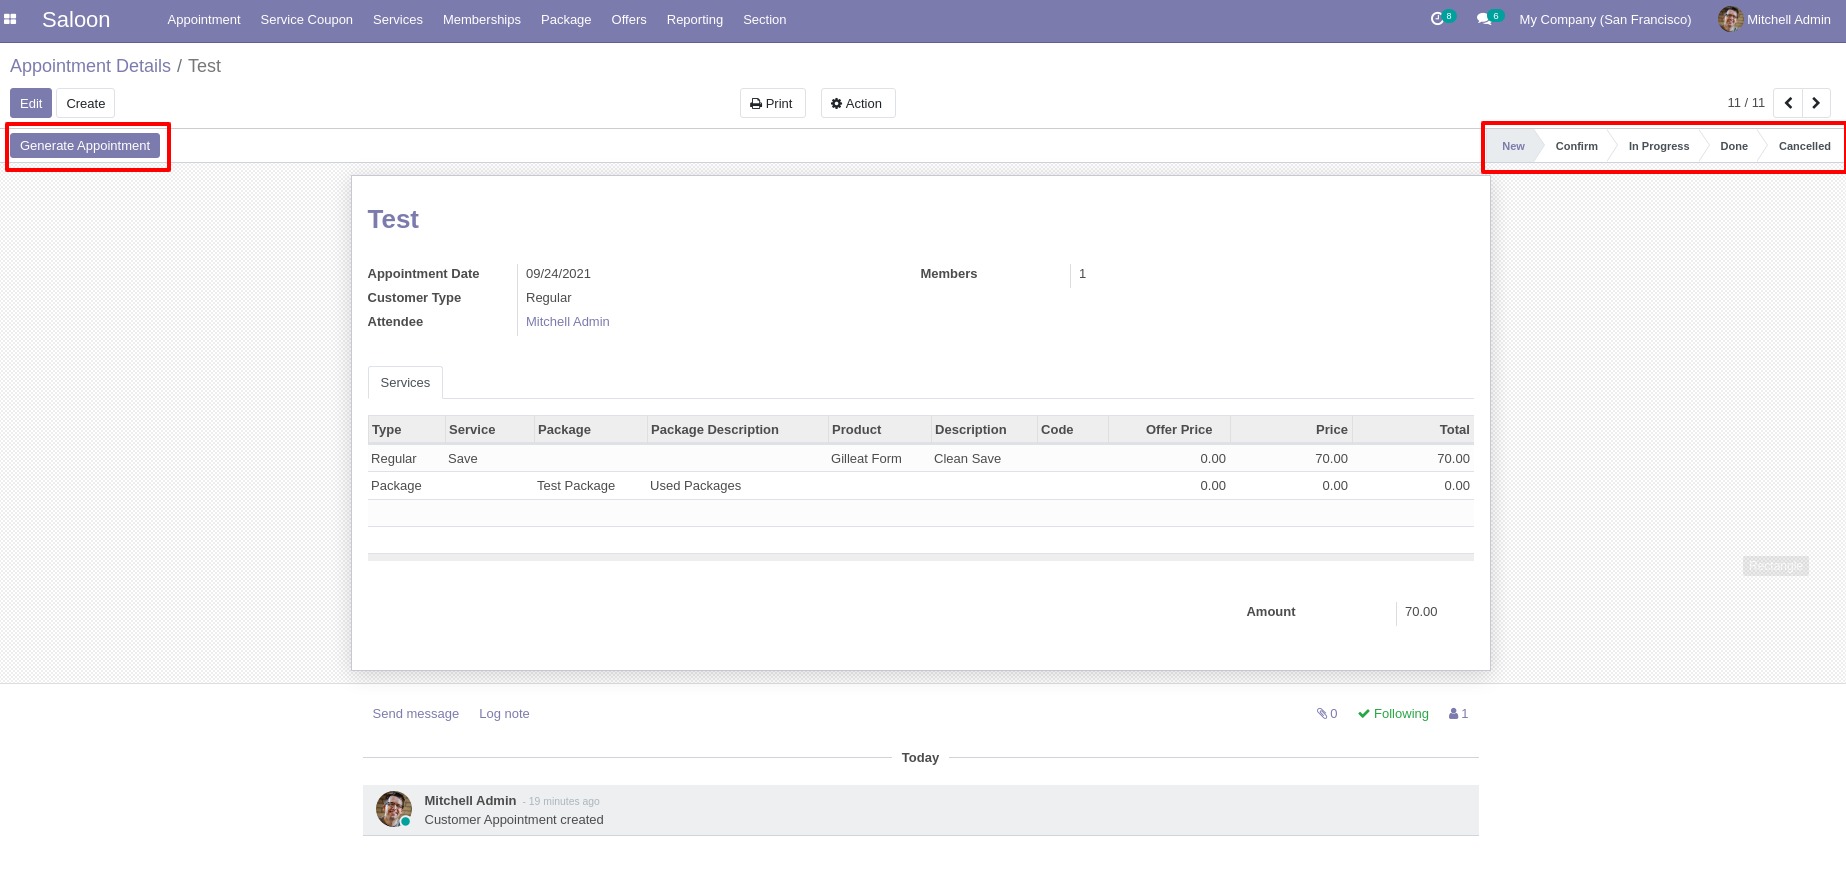 Saloon Appointment Service Coupon Services Memberships Package Offers Reporting Section 8 6 My Company (San Francisco) Mitchell Admin
Appointment Details / Test
Edit Create Print Action 11 / 11
Generate Appointment New Confirm In Progress Done Cancelled
Test
Appointment Date 09/24/2021 Members 1
Customer Type Regular
Attendee Mitchell Admin
Services
Type Service Package Package Description Product Description Code Offer Price Price Total
Regular Save Gilleat Form Clean Save 0.00 70.00 70.00
Package Test Package Used Packages 0.00 0.00 0.00
Rectangle
Amount 70.00
Send message Log note 0 Following 1
Today
Mitchell Admin - 19 minutes ago
Customer Appointment created